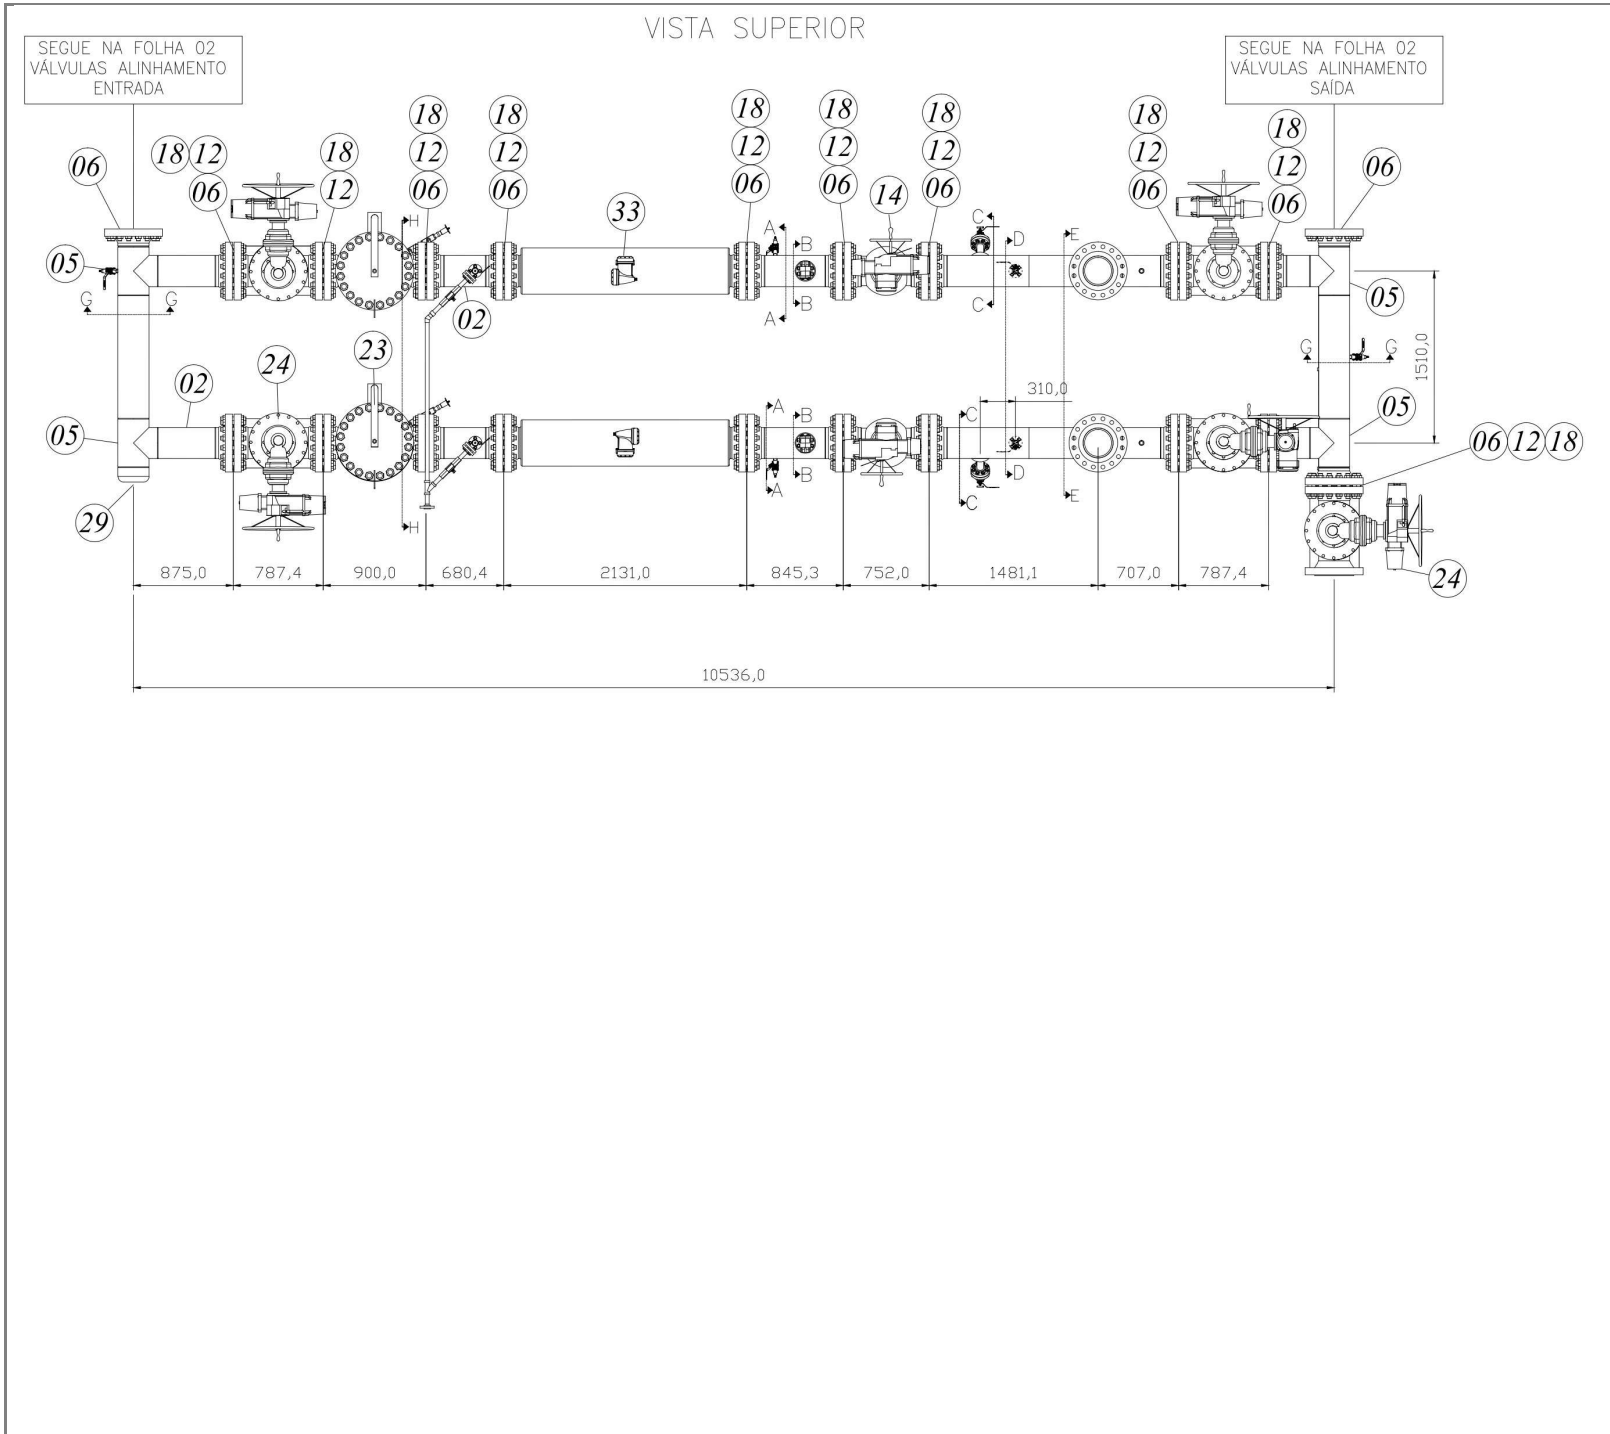 VISTA SUPERIOR
SEGUE NA FOLHA 02
VÁLVULAS ALINHAMENTO
ENTRADA
SEGUE NA FOLHA 02
VÁLVULAS ALINHAMENTO
SAÍDA
06
18 12
06
18
12
18
12
06
18
12
06
33
18
12
06
18
12
06
14
18
12
06
18
12
06
18
12
06
06
05
G G
H
A
B
C
D
E
02
A
B
C
05
G G
1510,0
24
23
02
05
A
B
C
310,0
05
06 12 18
29
H
A
B
C
D
E
24
875,0 787,4 900,0 680,4 2131,0 845,3 752,0 1481,1 707,0 787,4
10536,0